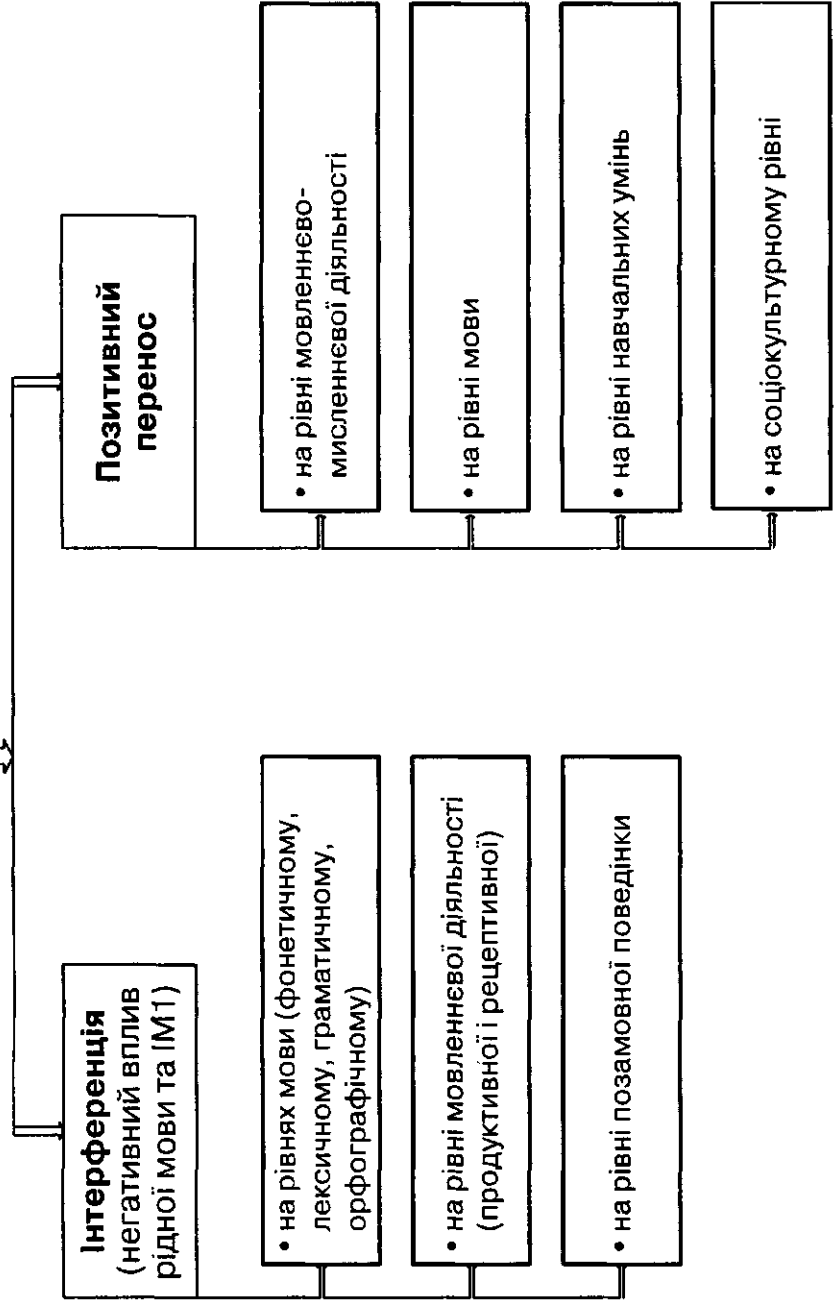 Інтерференція
(негативний вплив
рідної мови та ІМ1)
• на рівнях мови (фонетичному,
лексичному, граматичному,
орфографічному)
• на рівні мовленнєвої діяльності
(продуктивної і рецептивної)
• на рівні позамовної поведінки
Позитивний
перенос
• на рівні мовленнєво-
мисленнєвої діяльності
• на рівні мови
• на рівні навчальних умінь
• на соціокультурному рівні